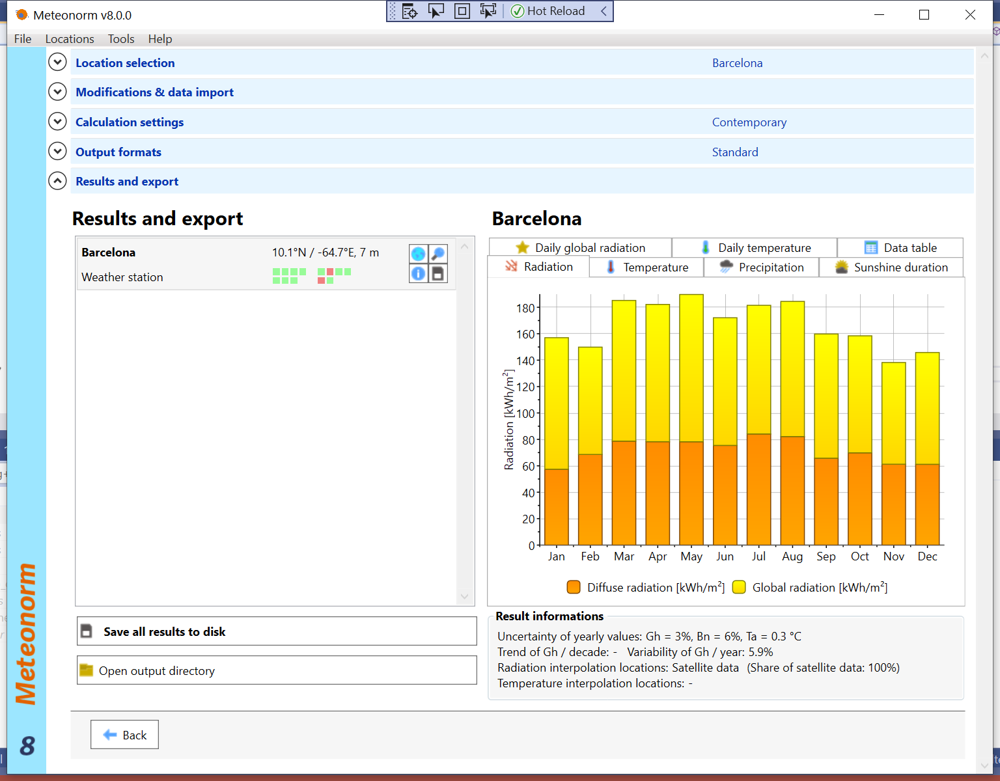 Meteonorm v8.0.0
Hot Reload
File Locations Tools Help
Location selection Barcelona
Modifications & data import
Calculation settings Contemporary
Output formats Standard
Results and export
Results and export
Barcelona
Barcelona 10.1°N / -64.7°E, 7 m
Weather station
Daily global radiation Daily temperature Data table
Radiation Temperature Precipitation Sunshine duration
Radiation [kWh/m²]
180
160
140
120
100
80
60
40
20
0
Jan Feb Mar Apr May Jun Jul Aug Sep Oct Nov Dec
Diffuse radiation [kWh/m²] Global radiation [kWh/m²]
Save all results to disk
Open output directory
Result informations
Uncertainty of yearly values: Gh = 3%, Bn = 6%, Ta = 0.3 °C
Trend of Gh / decade: - Variability of Gh / year: 5.9%
Radiation interpolation locations: Satellite data (Share of satellite data: 100%)
Temperature interpolation locations: -
Back
Meteonorm
8